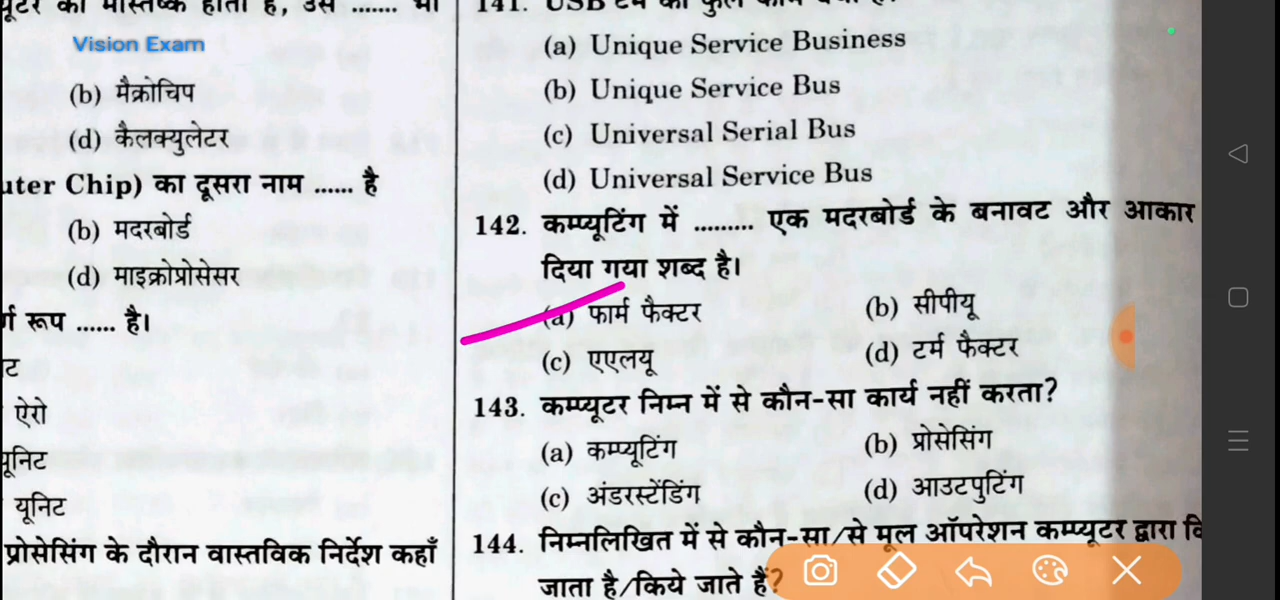 Vision Exam
(b) मैक्रोचिप
(d) कैलक्युलेटर
uter Chip) का दूसरा नाम ...... है
(b) मदरबोर्ड
(d) माइक्रोप्रोसेसर
रूप ...... है।
ट
ऐरो
यूनिट
यूनिट
प्रोसेसिंग के दौरान वास्तविक निर्देश कहाँ
141. USB
(a) Unique Service Business
(b) Unique Service Bus
(c) Universal Serial Bus
(d) Universal Service Bus
142. कम्प्यूटिंग में ......... एक मदरबोर्ड के बनावट और आकार
दिया गया शब्द है।
(a) फार्म फैक्टर (b) सीपीयू
(c) एएलयू (d) टर्म फैक्टर
143. कम्प्यूटर निम्न में से कौन-सा कार्य नहीं करता?
(a) कम्प्यूटिंग (b) प्रोसेसिंग
(c) अंडरस्टेंडिंग (d) आउटपुटिंग
144. निम्नलिखित में से कौन-सा/से मूल ऑपरेशन कम्प्यूटर द्वारा
जाता है/किये जाते हैं?